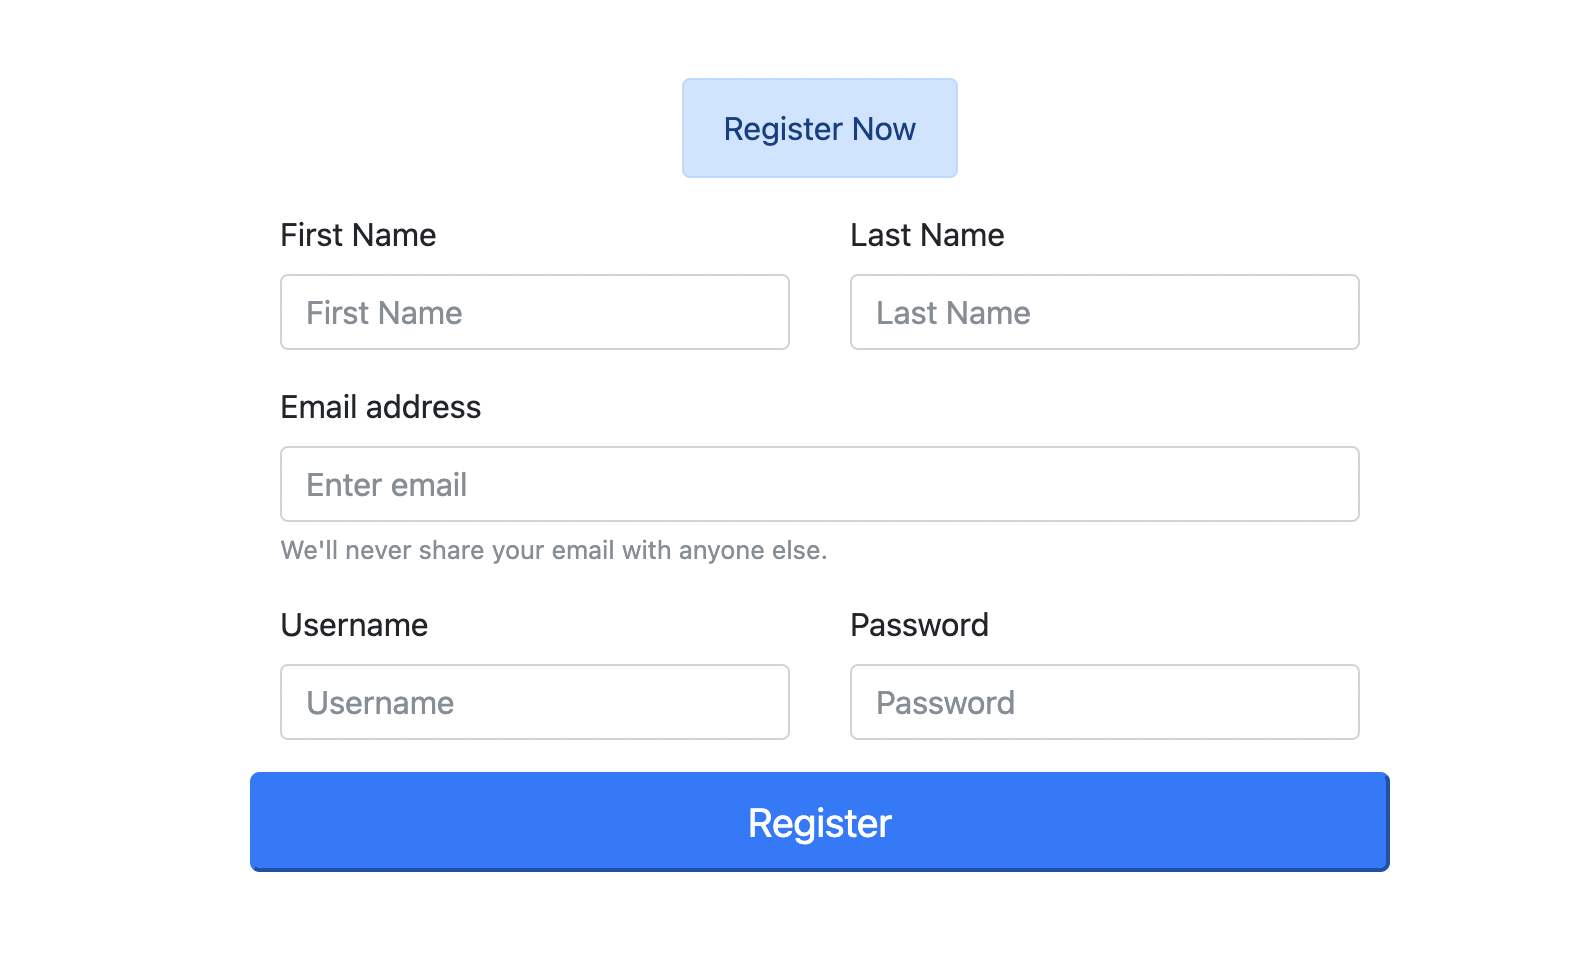 Register Now
First Name Last Name
First Name Last Name
Email address
Enter email
We'll never share your email with anyone else.
Username Password
Username Password
Register